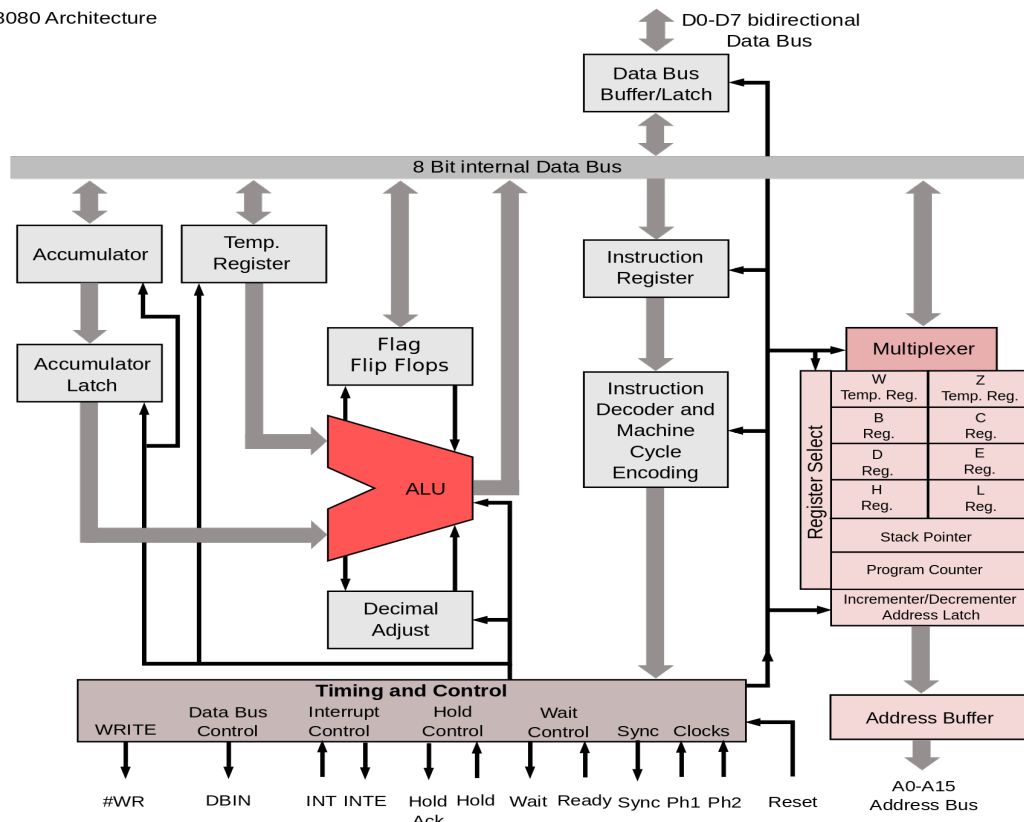 8080 Architecture
D0-D7 bidirectional
Data Bus
Data Bus
Buffer/Latch
8 Bit internal Data Bus
Accumulator
Temp.
Register
Instruction
Register
Accumulator
Latch
Flag
Flip Flops
Instruction
Decoder and
Machine
Cycle
Encoding
Multiplexer
Register Select
W
Temp. Reg.
Z
Temp. Reg.
B
Reg.
C
Reg.
D
Reg.
E
Reg.
H
Reg.
L
Reg.
Stack Pointer
Program Counter
Incrementer/Decrementer
Address Latch
ALU
Decimal
Adjust
Timing and Control
WRITE
Data Bus
Control
Interrupt
Control
Hold
Control
Wait
Control
Sync
Clocks
Address Buffer
#WR
DBIN
INT
INTE
Hold
Ack
Hold
Wait
Ready
Sync
Ph1
Ph2
Reset
A0-A15
Address Bus